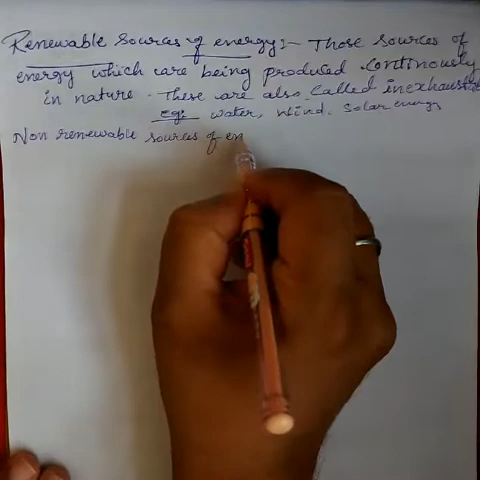 Renewable Sources of energy:- Those sources of
energy which are being produced continously
in nature. These are also called inexhaustible
eg: water, wind. Solar energy
Non renewable sources of en